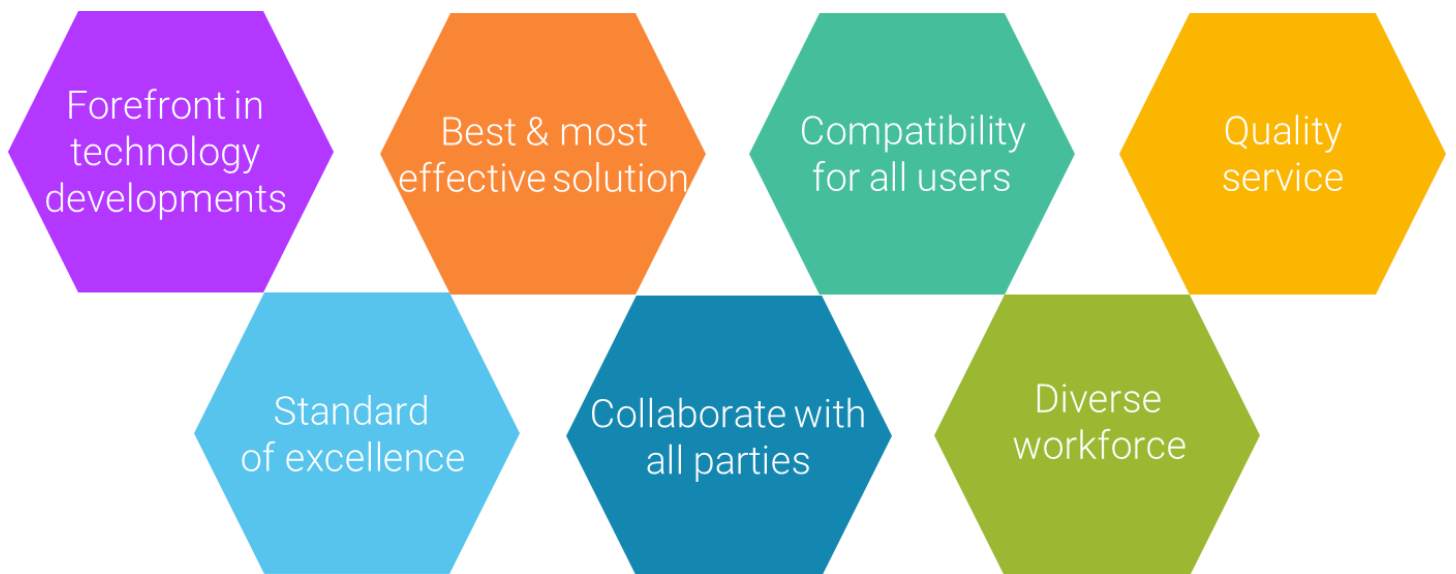 Forefront in
technology
developments
Best & most
effective solution
Compatibility
for all users
Quality
service
Standard
of excellence
Collaborate with
all parties
Diverse
workforce